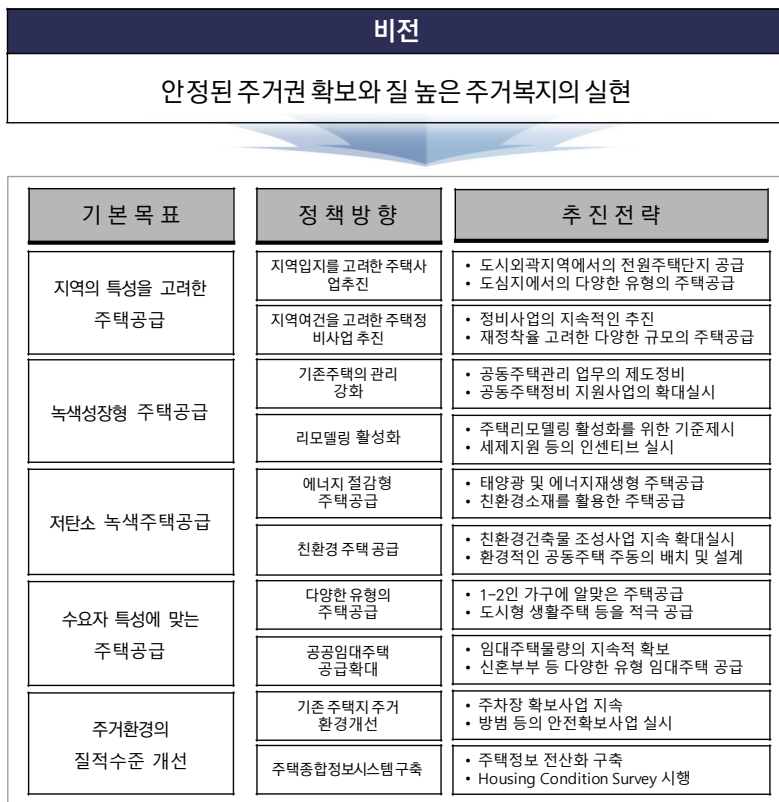 비전
안정된 주거권 확보와 질 높은 주거복지의 실현
기 본 목 표
정 책 방 향
추 진 전 략
지역의 특성을 고려한
주택공급
지역입지를 고려한 주택사
업추진
• 도시외곽지역에서의 전원주택단지 공급
• 도심지에서의 다양한 유형의 주택공급
지역여건을 고려한 주택정
비사업 추진
• 정비사업의 지속적인 추진
• 재정착율 고려한 다양한 규모의 주택공급
녹색성장형 주택공급
기존주택의 관리
강화
• 공동주택관리 업무의 제도정비
• 공동주택정비 지원사업의 확대실시
리모델링 활성화
• 주택리모델링 활성화를 위한 기준제시
• 세제지원 등의 인센티브 실시
저탄소 녹색주택공급
에너지 절감형
주택공급
• 태양광 및 에너지재생형 주택공급
• 친환경소재를 활용한 주택공급
친환경 주택 공급
• 친환경건축물 조성사업 지속 확대실시
• 환경적인 공동주택 주동의 배치 및 설계
수요자 특성에 맞는
주택공급
다양한 유형의
주택공급
• 1-2인 가구에 알맞은 주택공급
• 도시형 생활주택 등을 적극 공급
공공임대주택
공급확대
• 임대주택물량의 지속적 확보
• 신혼부부 등 다양한 유형 임대주택 공급
주거환경의
질적수준 개선
기존 주택지 주거
환경개선
• 주차장 확보사업 지속
• 방범 등의 안전확보사업 실시
주택종합정보시스템 구축
• 주택정보 전산화 구축
• Housing Condition Survey 시행